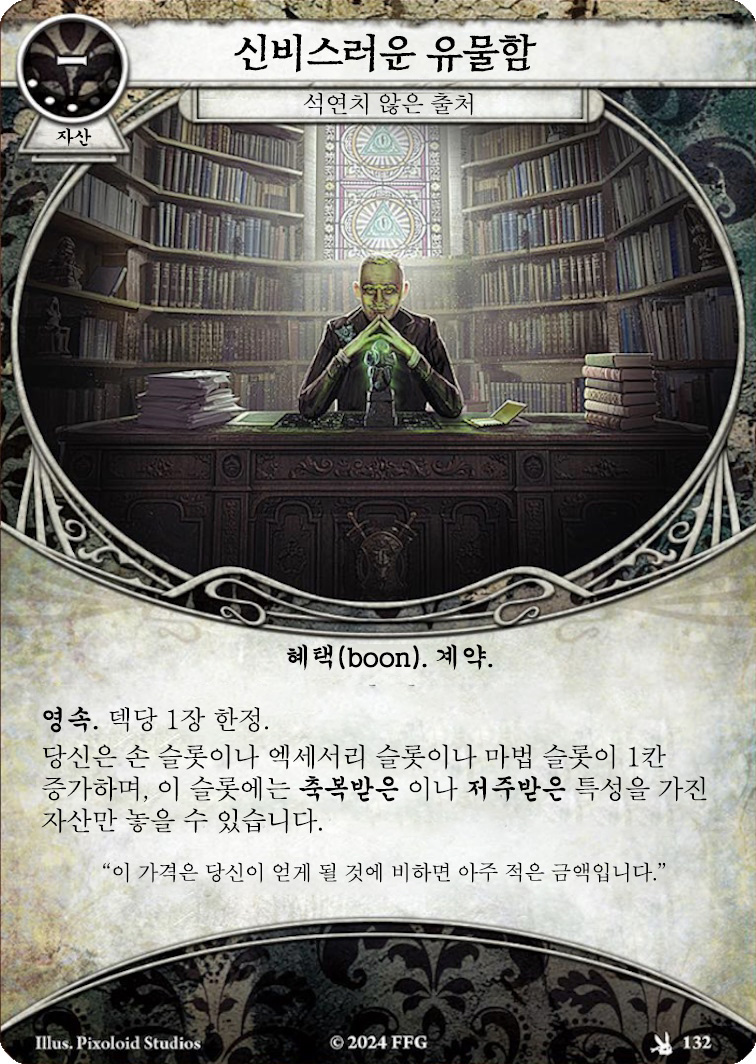 –
신비스러운 유물함
석연치 않은 출처
자산
혜택(boon). 계약.
영속. 덱당 1장 한정.
당신은 손 슬롯이나 엑세서리 슬롯이나 마법 슬롯이 1칸
증가하며, 이 슬롯에는 축복받은 이나 저주받은 특성을 가진
자산만 놓을 수 있습니다.
“이 가격은 당신이 얻게 될 것에 비하면 아주 적은 금액입니다.”
Illus. Pixoloid Studios © 2024 FFG 132